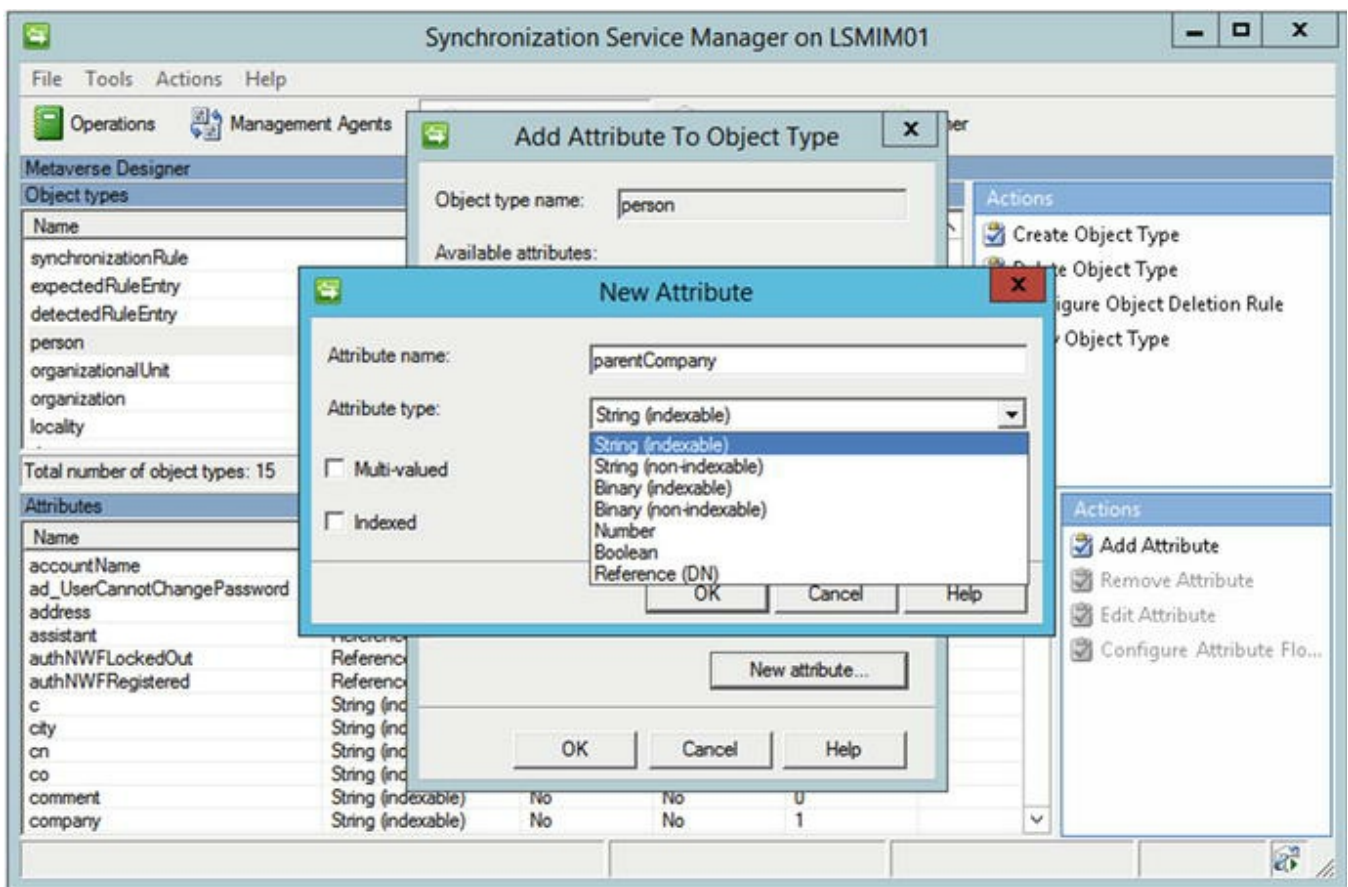 Synchronization Service Manager on LSMIM01
File Tools Actions Help
Operations Management Agents
Metaverse Designer
Object types
Name
synchronizationRule
expectedRuleEntry
detectedRuleEntry
person
organizationalUnit
organization
locality
Total number of object types: 15
Attributes
Name
accountName
ad_UserCannotChangePassword
address
assistant
authNWFLockedOut Reference
authNWFRegistered Reference
c String (ind
city String (ind
cn String (ind
co String (ind
comment String (indexable) No No 0
company String (indexable) No No 1
Add Attribute To Object Type
Object type name: person
Available attributes:
New attribute...
OK Cancel Help
New Attribute
Attribute name: parentCompany
Attribute type: String (indexable)
String (indexable)
String (non-indexable)
Binary (indexable)
Binary (non-indexable)
Number
Boolean
Reference (DN)
Multi-valued
Indexed
OK Cancel Help
Actions
Create Object Type
te Object Type
igure Object Deletion Rule
Object Type
Actions
Add Attribute
Remove Attribute
Edit Attribute
Configure Attribute Flo...